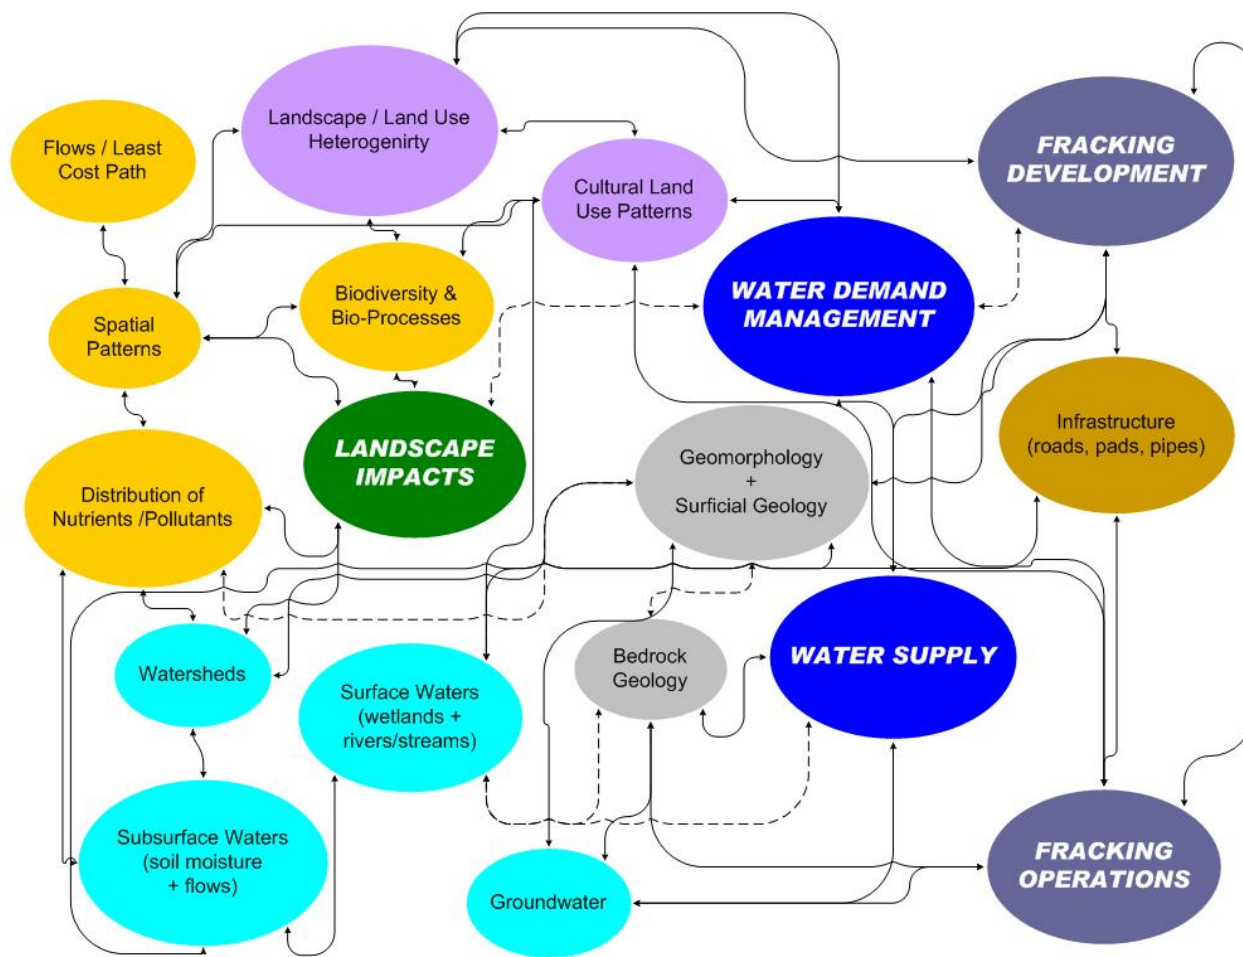 Landscape / Land Use
Heterogenirty
Flows / Least
Cost Path
FRACKING
DEVELOPMENT
Cultural Land
Use Patterns
Biodiversity &
Bio-Processes
WATER DEMAND
MANAGEMENT
Spatial
Patterns
Infrastructure
(roads, pads, pipes)
LANDSCAPE
IMPACTS
Geomorphology
+
Surficial Geology
Distribution of
Nutrients /Pollutants
Watersheds
Surface Waters
(wetlands +
rivers/streams)
Bedrock
Geology
WATER SUPPLY
Subsurface Waters
(soil moisture
+ flows)
Groundwater
FRACKING
OPERATIONS